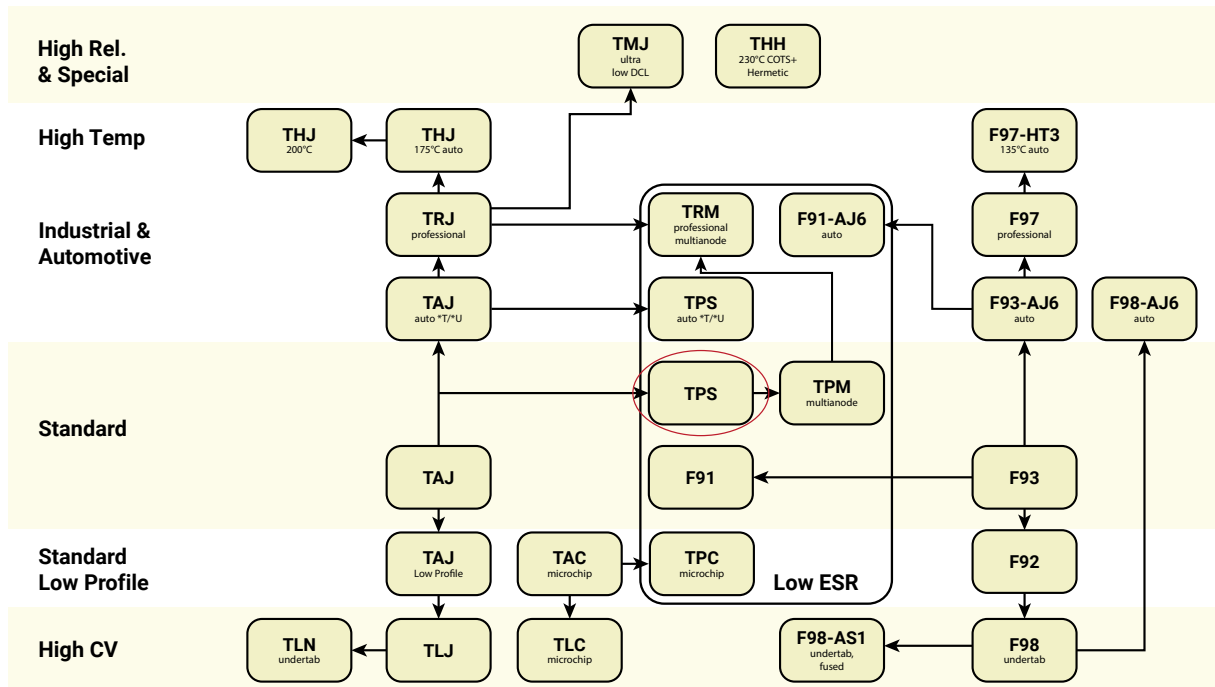 High Rel.
& Special
TMJ
ultra
low DCL
THH
230°C COTS+
Hermetic
High Temp
THJ
200°C
THJ
175°C auto
F97-HT3
135°C auto
Industrial &
Automotive
TRJ
professional
TRM
professional
multianode
F91-AJ6
auto
F97
professional
TAJ
auto *T/*U
TPS
auto *T/*U
F93-AJ6
auto
F98-AJ6
auto
Standard
TPS
TPM
multianode
TAJ
F91
F93
Standard
Low Profile
TAJ
Low Profile
TAC
microchip
TPC
microchip
Low ESR
F92
High CV
TLN
undertab
TLJ
TLC
microchip
F98-AS1
undertab,
fused
F98
undertab